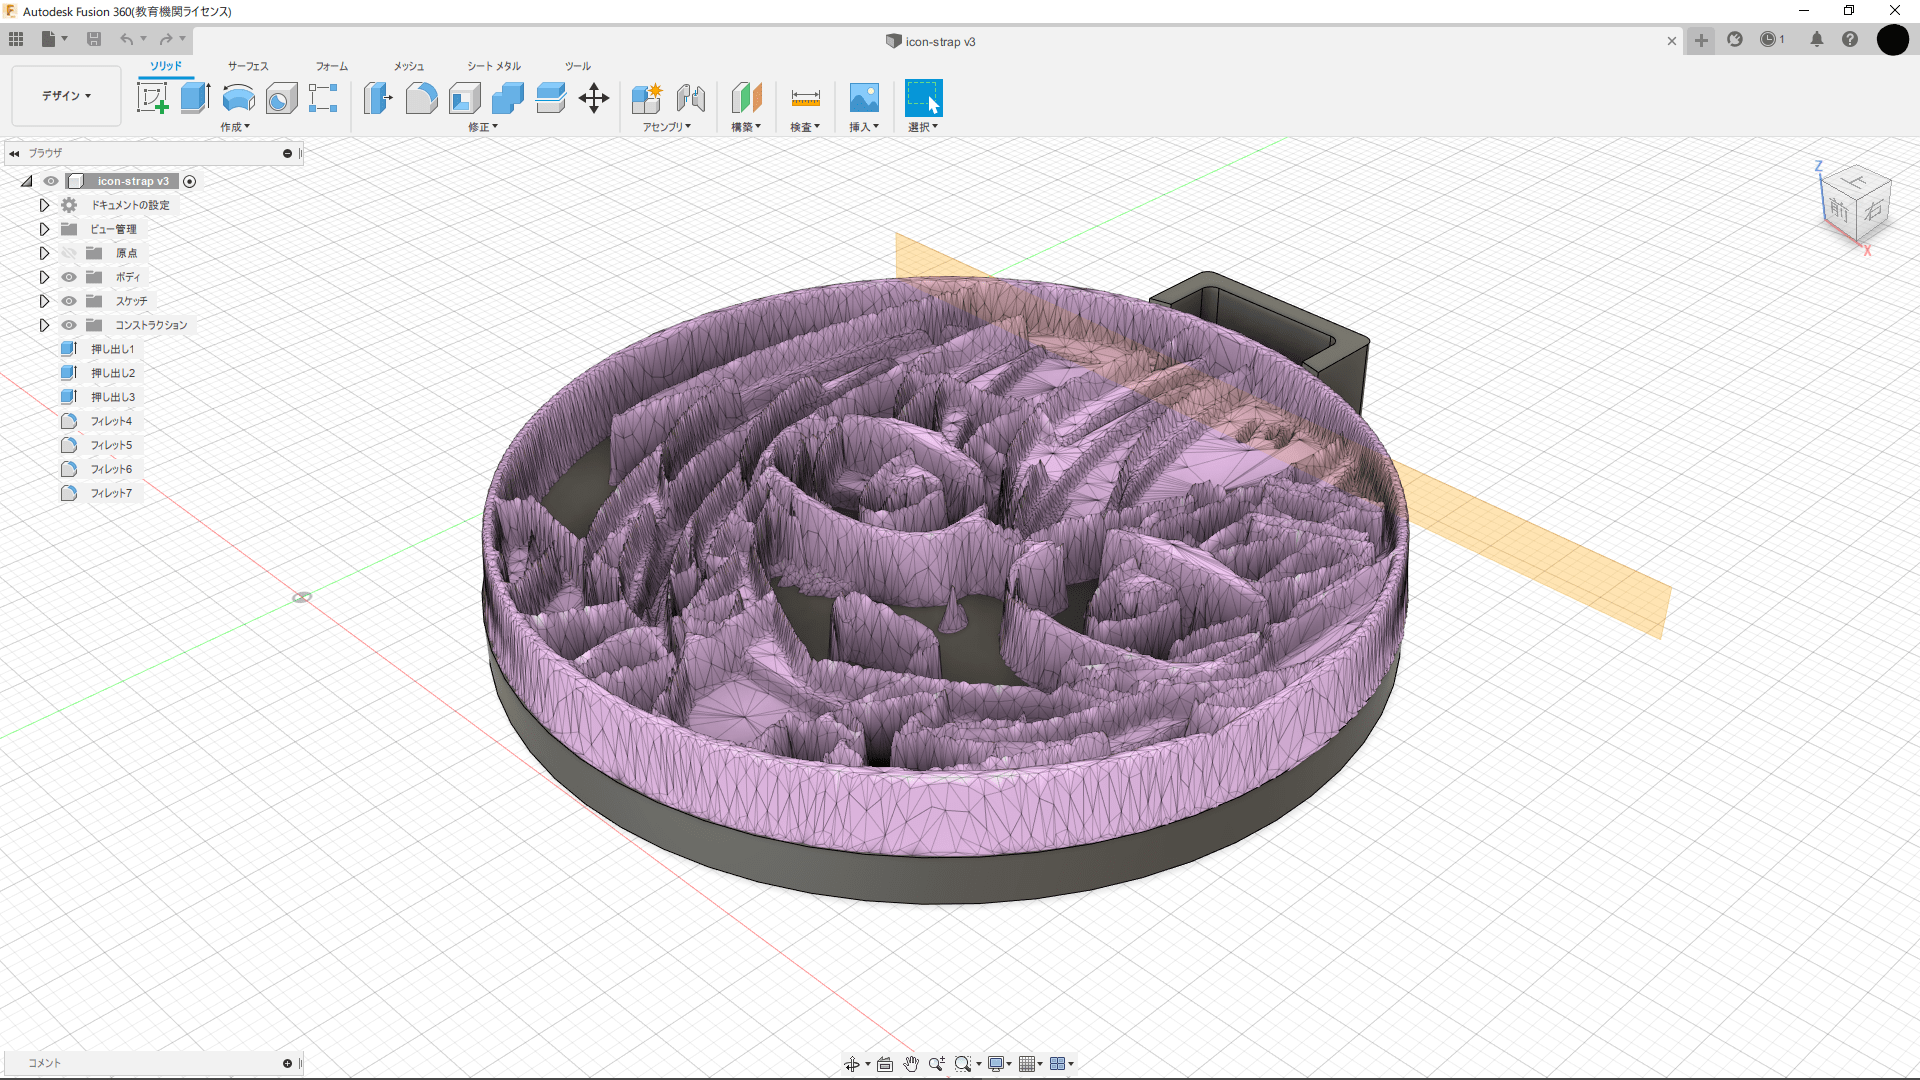 Autodesk Fusion 360(教育機関ライセンス)
icon-strap v3
1
デザイン
ソリッド サーフェス フォーム メッシュ シート メタル ツール
作成 修正 アセンブリ 構築 検査 挿入 選択
ブラウザ
icon-strap v3
ドキュメントの設定
ビュー管理
原点
ボディ
スケッチ
コンストラクション
押し出し1
押し出し2
押し出し3
フィレット4
フィレット5
フィレット6
フィレット7
Z
上
前
右
X
コメント